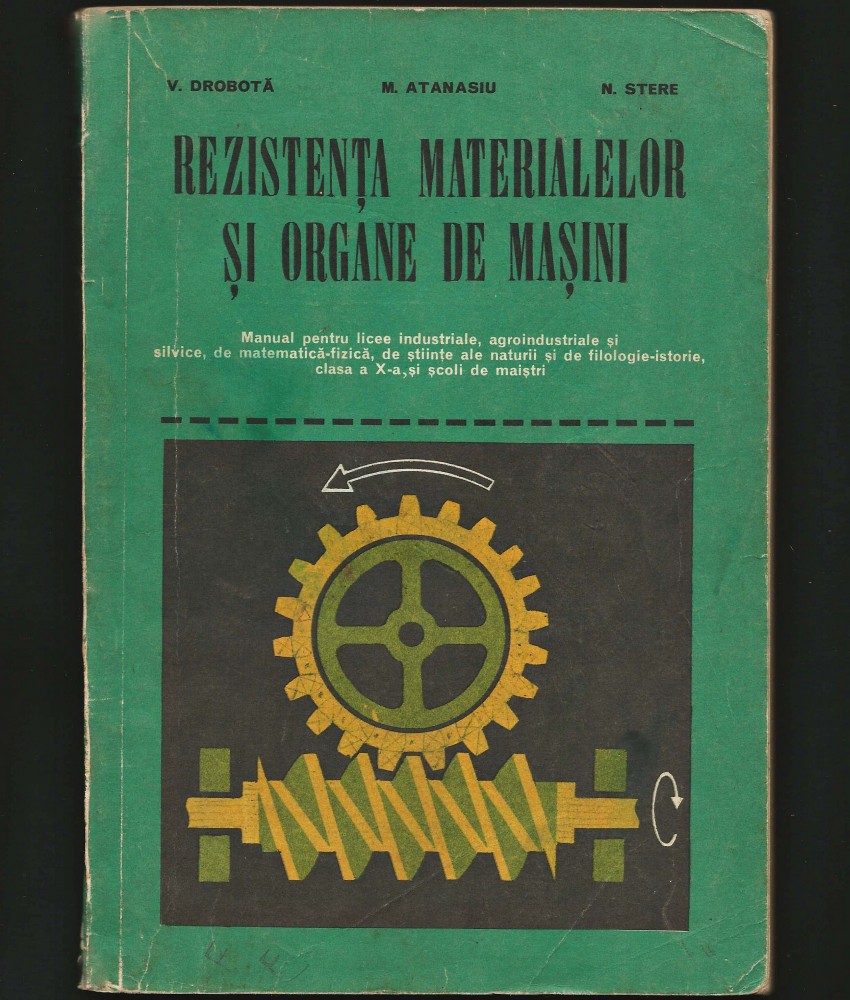 V. DROBOTĂ M. ATANASIU N. STERE
REZISTENȚA MATERIALELOR
ȘI ORGANE DE MAȘINI
Manual pentru licee industriale, agroindustriale și
silvice, de matematică-fizică, de științe ale naturii și de filologie-istorie,
clasa a X-a, și școli de maiștri